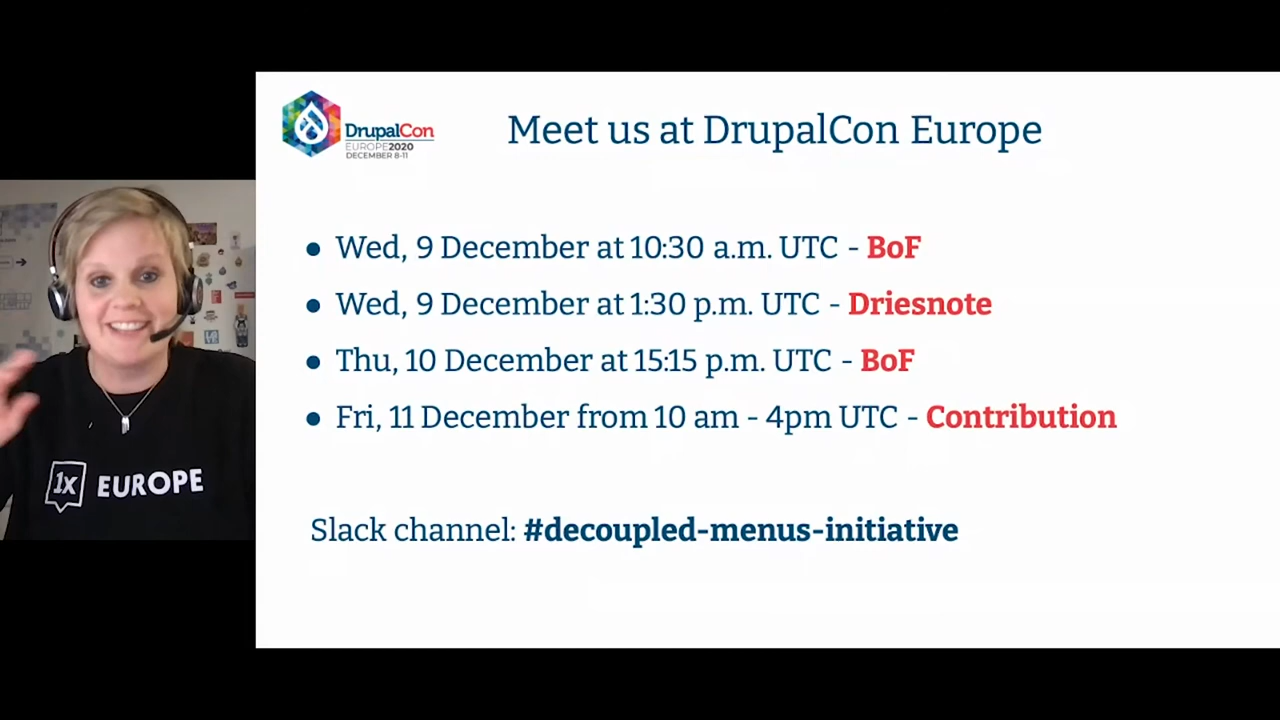 DrupalCon
EUROPE2020
DECEMBER 8-11
Meet us at DrupalCon Europe
● Wed, 9 December at 10:30 a.m. UTC - BoF
● Wed, 9 December at 1:30 p.m. UTC - Driesnote
● Thu, 10 December at 15:15 p.m. UTC - BoF
● Fri, 11 December from 10 am - 4pm UTC - Contribution
Slack channel: #decoupled-menus-initiative
1x EUROPE